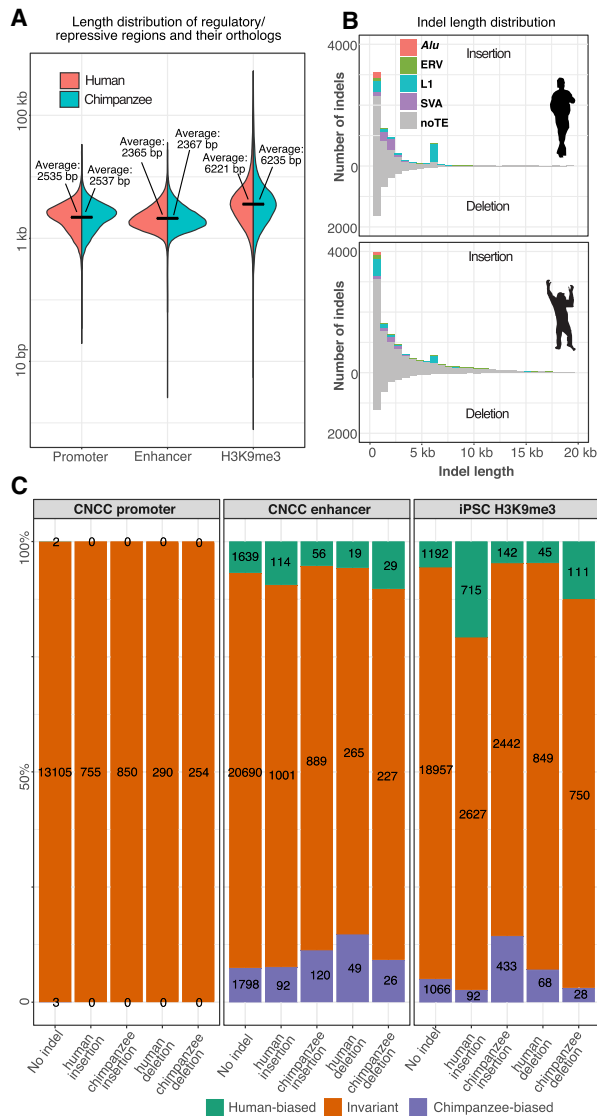 A
Length distribution of regulatory/
repressive regions and their orthologs
Human
Chimpanzee
100 kb
1 kb
10 bp
Average:
2535 bp
Average:
2537 bp
Average:
2365 bp
Average:
2367 bp
Average:
6221 bp
Average:
6235 bp
Promoter
Enhancer
H3K9me3
B
Indel length distribution
Number of indels
4000
2000
0
2000
Alu
ERV
L1
SVA
noTE
Insertion
Deletion
Number of indels
4000
2000
0
2000
Insertion
Deletion
0
5 kb
10 kb
15 kb
20 kb
Indel length
C
CNCC promoter
CNCC enhancer
iPSC H3K9me3
100%
50%
0
2
0
0
0
0
13105
755
850
290
254
3
0
0
0
0
1639
114
56
19
29
20690
1001
889
265
227
1798
92
120
49
26
1192
715
142
45
111
18957
2627
2442
849
750
1066
92
433
68
28
No indel
human
insertion
chimpanzee
insertion
human
deletion
chimpanzee
deletion
No indel
human
insertion
chimpanzee
insertion
human
deletion
chimpanzee
deletion
No indel
human
insertion
chimpanzee
insertion
human
deletion
chimpanzee
deletion
Human-biased
Invariant
Chimpanzee-biased